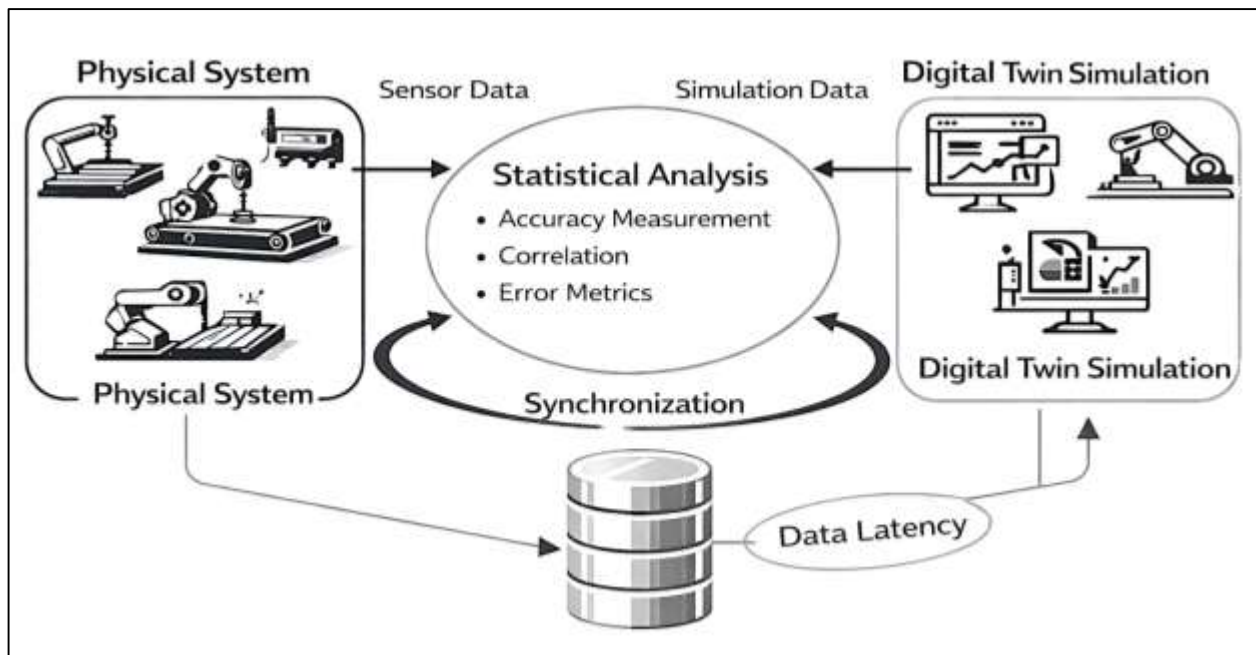 Physical System
Sensor Data
Simulation Data
Digital Twin Simulation
Statistical Analysis
• Accuracy Measurement
• Correlation
• Error Metrics
Physical System
Digital Twin Simulation
Synchronization
Data Latency